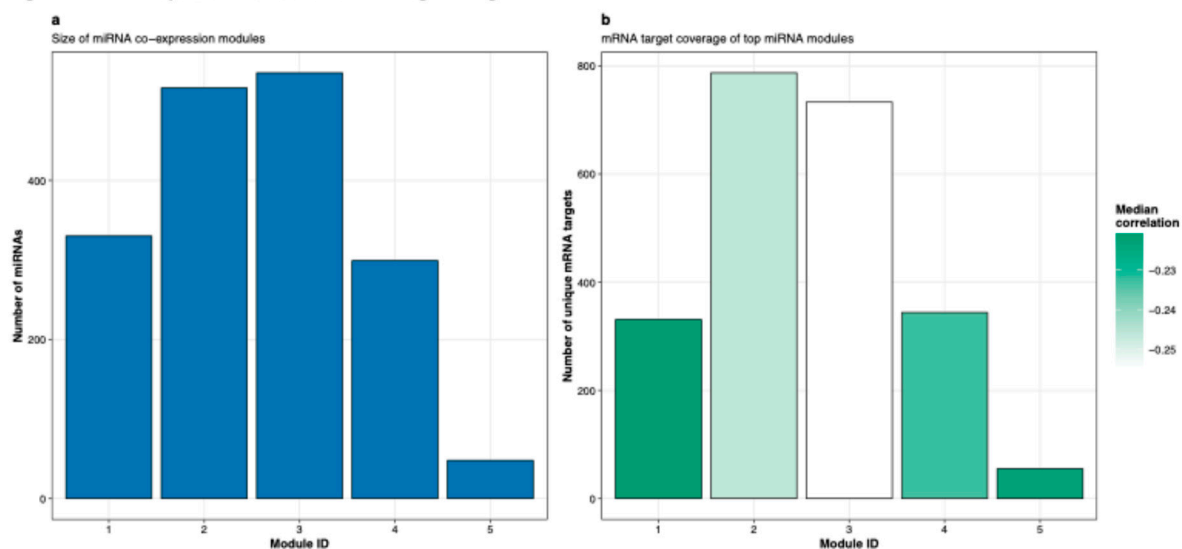 a
Size of miRNA co-expression modules
Number of miRNAs
400
200
0
1 2 3 4 5
Module ID
b
mRNA target coverage of top miRNA modules
Number of unique mRNA targets
800
600
400
200
0
1 2 3 4 5
Module ID
Median
correlation
-0.23
-0.24
-0.25